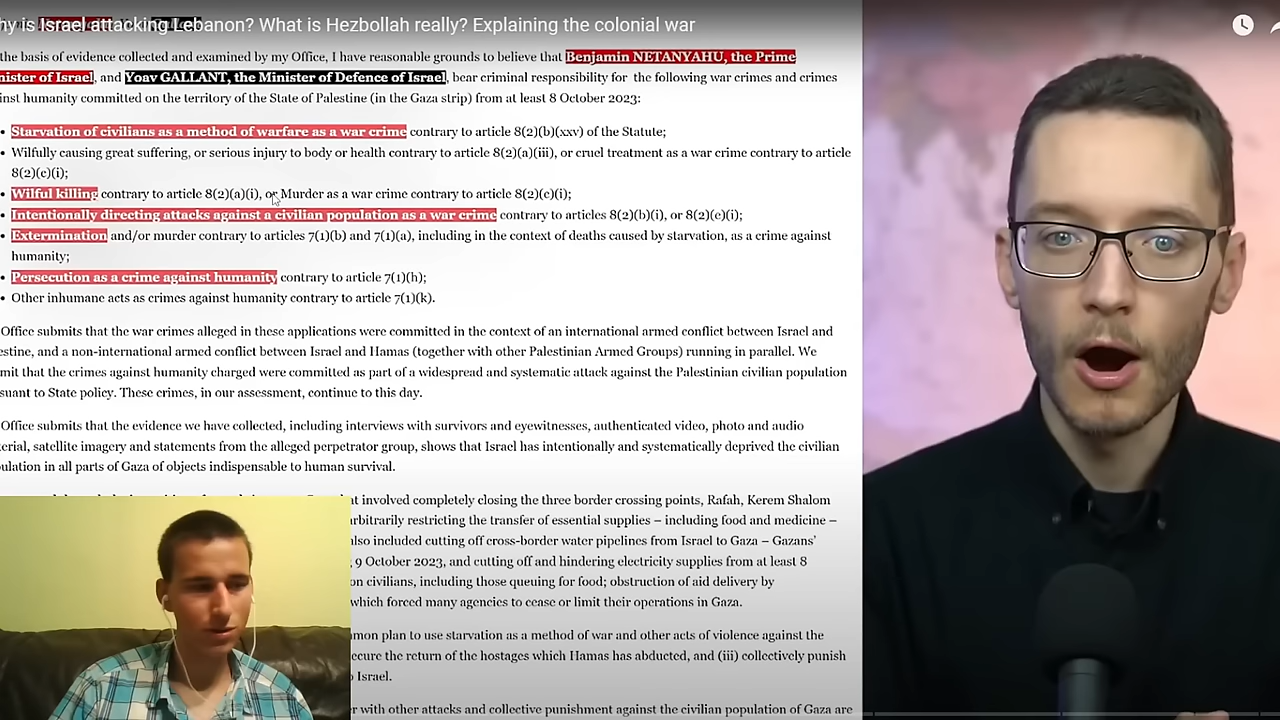 hy is Israel attacking Lebanon? What is Hezbollah really? Explaining the colonial war
the basis of evidence collected and examined by my Office, I have reasonable grounds to believe that Benjamin NETANYAHU, the Prime
nister of Israel, and Yoav GALLANT, the Minister of Defence of Israel, bear criminal responsibility for the following war crimes and crimes
inst humanity committed on the territory of the State of Palestine (in the Gaza strip) from at least 8 October 2023:
• Starvation of civilians as a method of warfare as a war crime contrary to article 8(2)(b)(xxv) of the Statute;
• Wilfully causing great suffering, or serious injury to body or health contrary to article 8(2)(a)(iii), or cruel treatment as a war crime contrary to article
8(2)(c)(i);
• Wilful killing contrary to article 8(2)(a)(i), or Murder as a war crime contrary to article 8(2)(c)(i);
• Intentionally directing attacks against a civilian population as a war crime contrary to articles 8(2)(b)(i), or 8(2)(e)(i);
• Extermination and/or murder contrary to articles 7(1)(b) and 7(1)(a), including in the context of deaths caused by starvation, as a crime against
humanity;
• Persecution as a crime against humanity contrary to article 7(1)(h);
• Other inhumane acts as crimes against humanity contrary to article 7(1)(k).
Office submits that the war crimes alleged in these applications were committed in the context of an international armed conflict between Israel and
estine, and a non-international armed conflict between Israel and Hamas (together with other Palestinian Armed Groups) running in parallel. We
mit that the crimes against humanity charged were committed as part of a widespread and systematic attack against the Palestinian civilian population
suant to State policy. These crimes, in our assessment, continue to this day.
Office submits that the evidence we have collected, including interviews with survivors and eyewitnesses, authenticated video, photo and audio
terial, satellite imagery and statements from the alleged perpetrator group, shows that Israel has intentionally and systematically deprived the civilian
pulation in all parts of Gaza of objects indispensable to human survival.
at involved completely closing the three border crossing points, Rafah, Kerem Shalom
arbitrarily restricting the transfer of essential supplies – including food and medicine –
also included cutting off cross-border water pipelines from Israel to Gaza – Gazans’
9 October 2023, and cutting off and hindering electricity supplies from at least 8
on civilians, including those queuing for food; obstruction of aid delivery by
which forced many agencies to cease or limit their operations in Gaza.
mmon plan to use starvation as a method of war and other acts of violence against the
ecure the return of the hostages which Hamas has abducted, and (iii) collectively punish
Israel.
er with other attacks and collective punishment against the civilian population of Gaza are